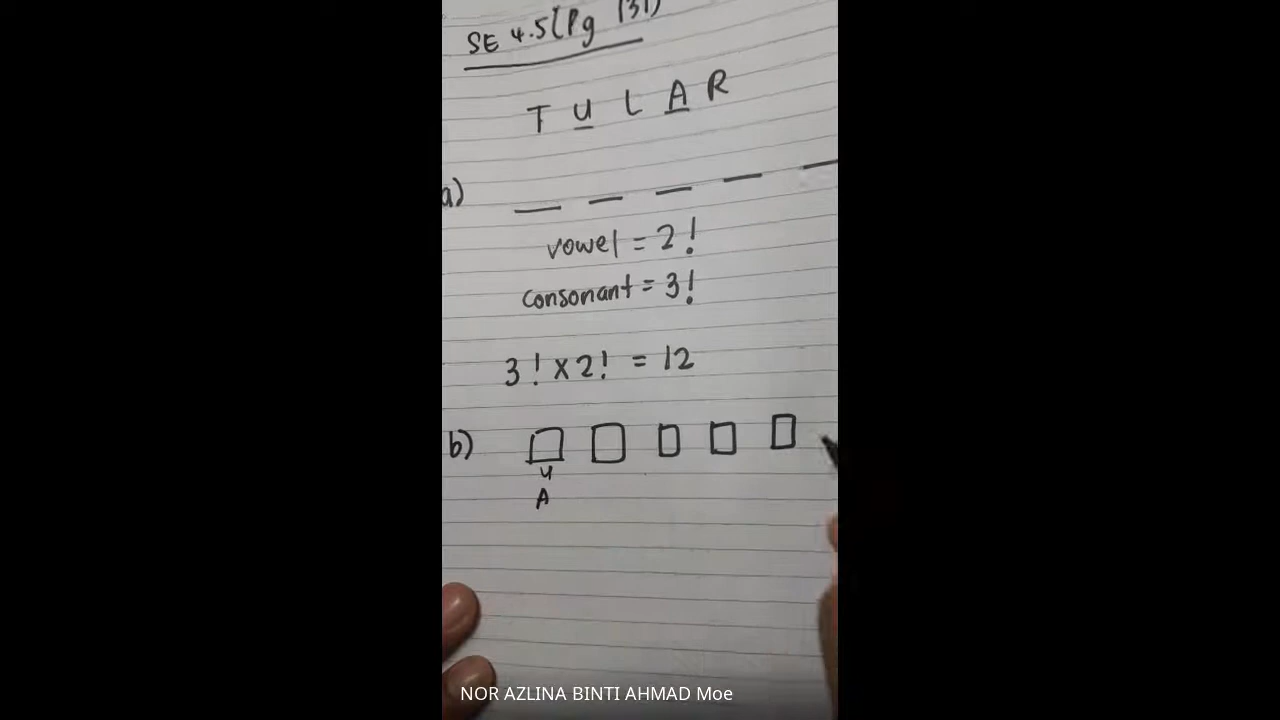 SE 4.5 (Pg 131)
T U L A R
a)
vowel = 2!
consonant = 3!
3! x 2! = 12
b)
U
A
NOR AZLINA BINTI AHMAD Moe